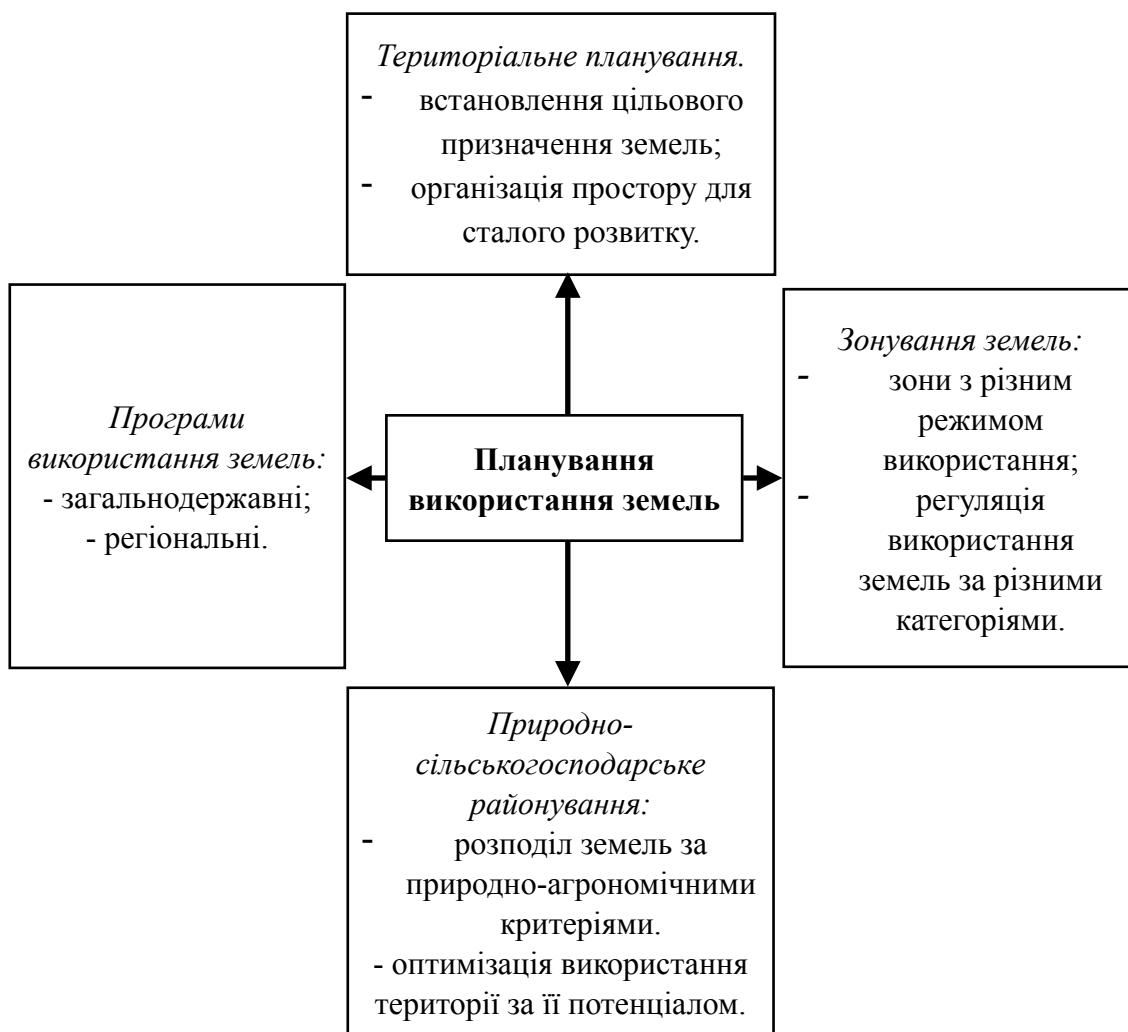 Територіальне планування.
- встановлення цільового
призначення земель;
- організація простору для
сталого розвитку.
Програми
використання земель:
- загальнодержавні;
- регіональні.
Планування
використання земель
Зонування земель:
- зони з різним
режимом
використання;
- регуляція
використання
земель за різними
категоріями.
Природно-
сільськогосподарське
районування:
- розподіл земель за
природно-агрономічними
критеріями.
- оптимізація використання
території за її потенціалом.